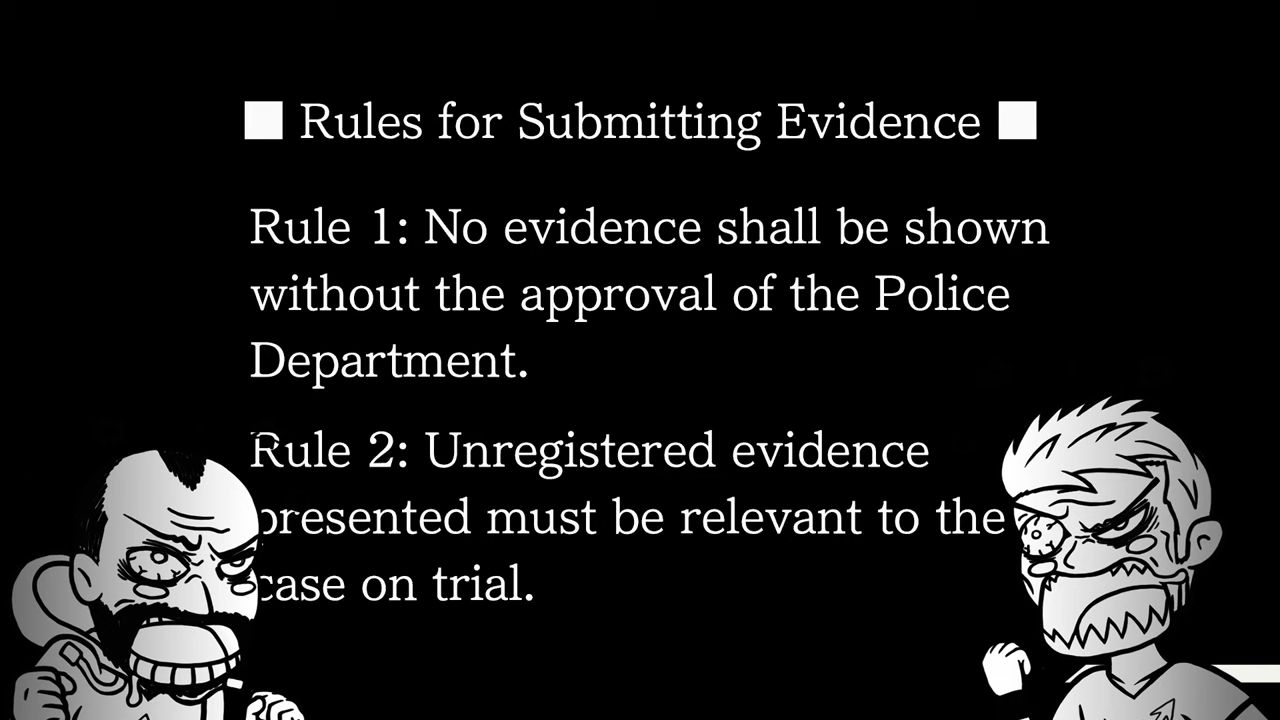 ■ Rules for Submitting Evidence ■
Rule 1: No evidence shall be shown
without the approval of the Police
Department.
Rule 2: Unregistered evidence
presented must be relevant to the
case on trial.